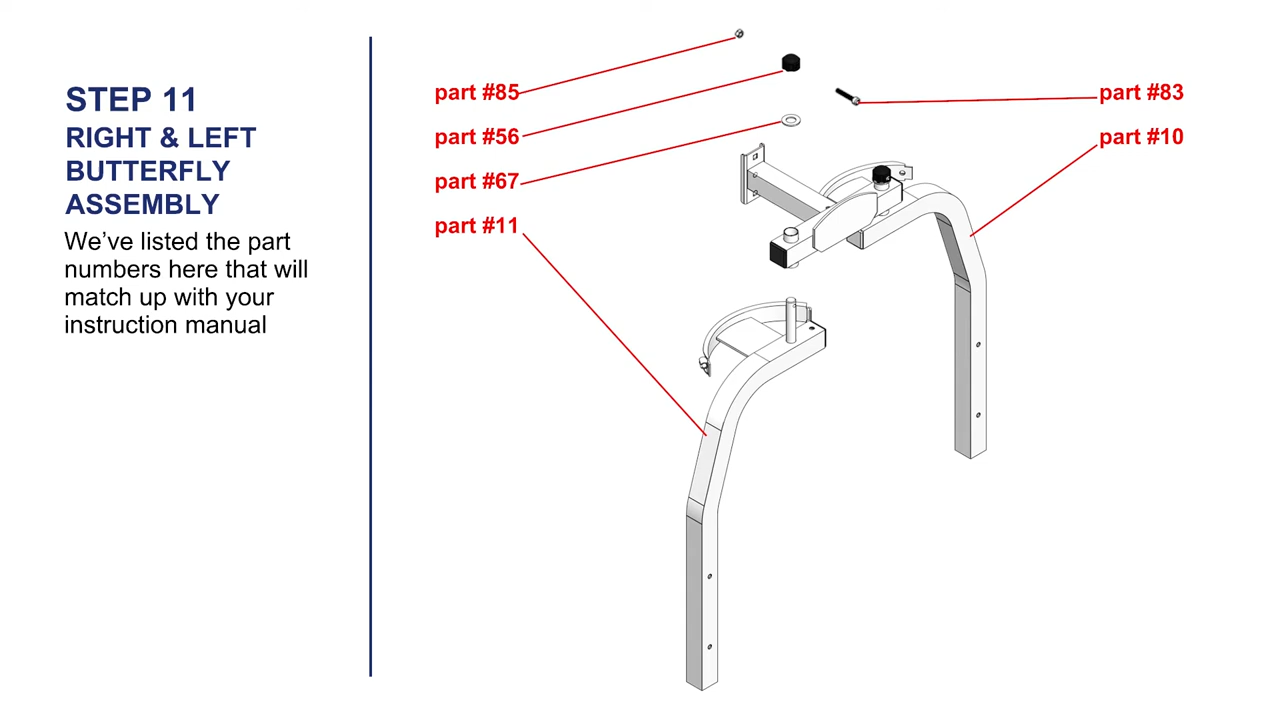 STEP 11
RIGHT & LEFT
BUTTERFLY
ASSEMBLY
We’ve listed the part
numbers here that will
match up with your
instruction manual
part #85
part #56
part #67
part #11
part #83
part #10